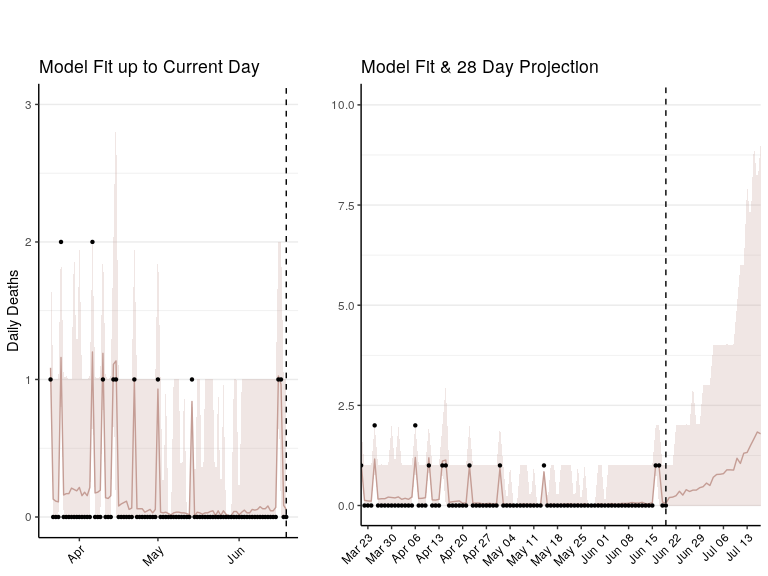 Model Fit up to Current Day
Daily Deaths
3
2
1
0
Apr
May
Jun
Model Fit & 28 Day Projection
10.0
7.5
5.0
2.5
0.0
Mar 23
Mar 30
Apr 06
Apr 13
Apr 20
Apr 27
May 04
May 11
May 18
May 25
Jun 01
Jun 08
Jun 15
Jun 22
Jun 29
Jul 06
Jul 13